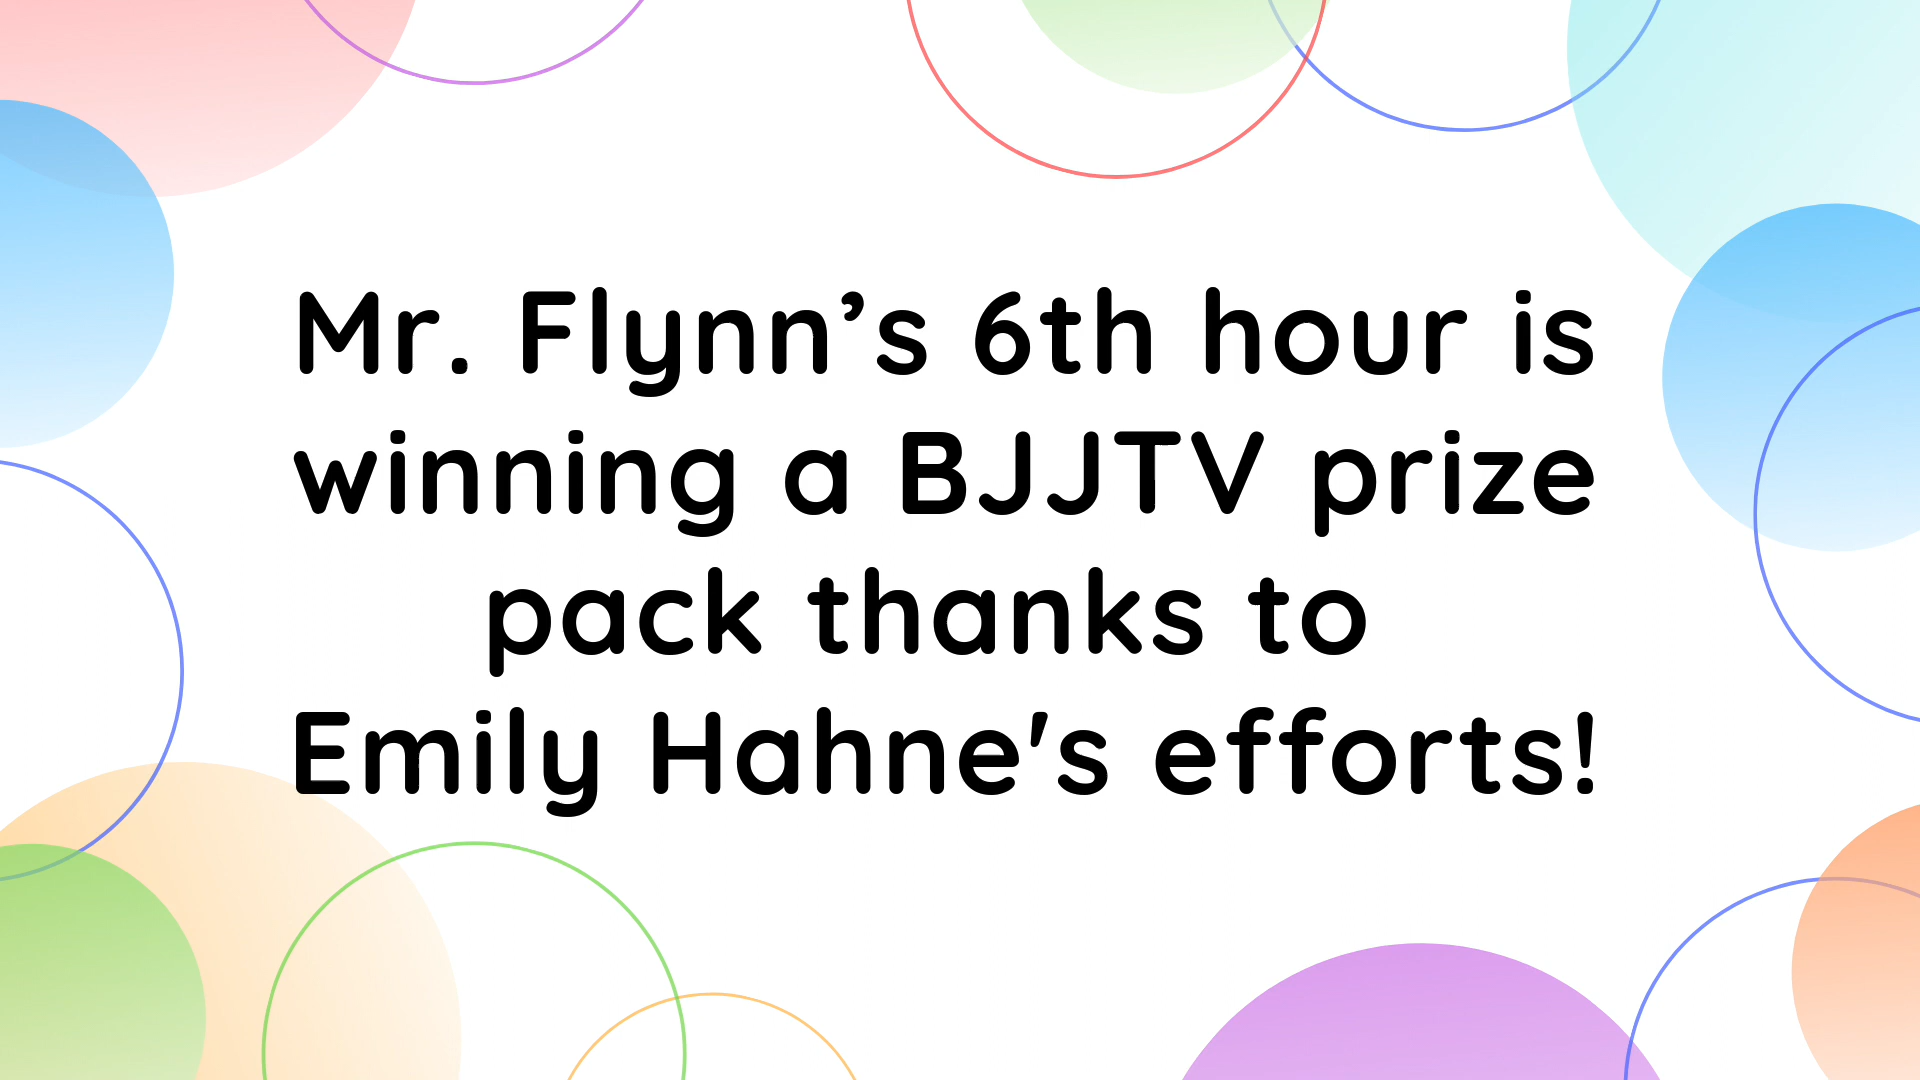 Mr. Flynn’s 6th hour is
winning a BJJTV prize
pack thanks to
Emily Hahne's efforts!